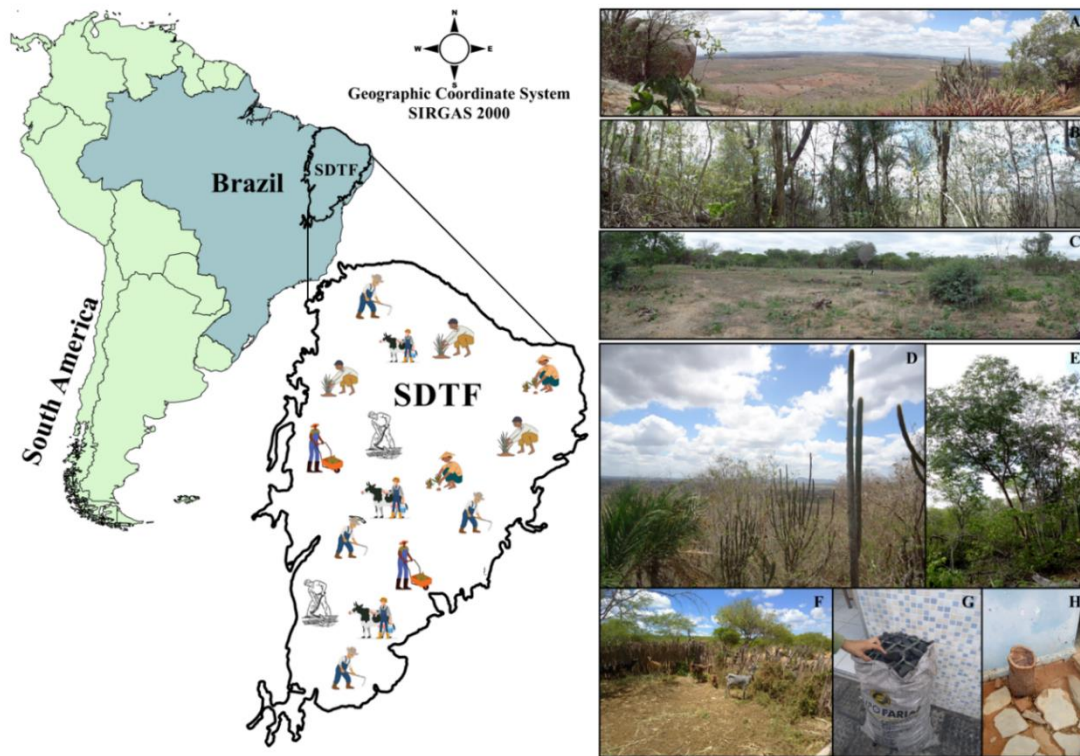 N
W E
S
Geographic Coordinate System
SIRGAS 2000
SDTF
Brazil
South America
SDTF
A
B
C
D
E
F
G
H